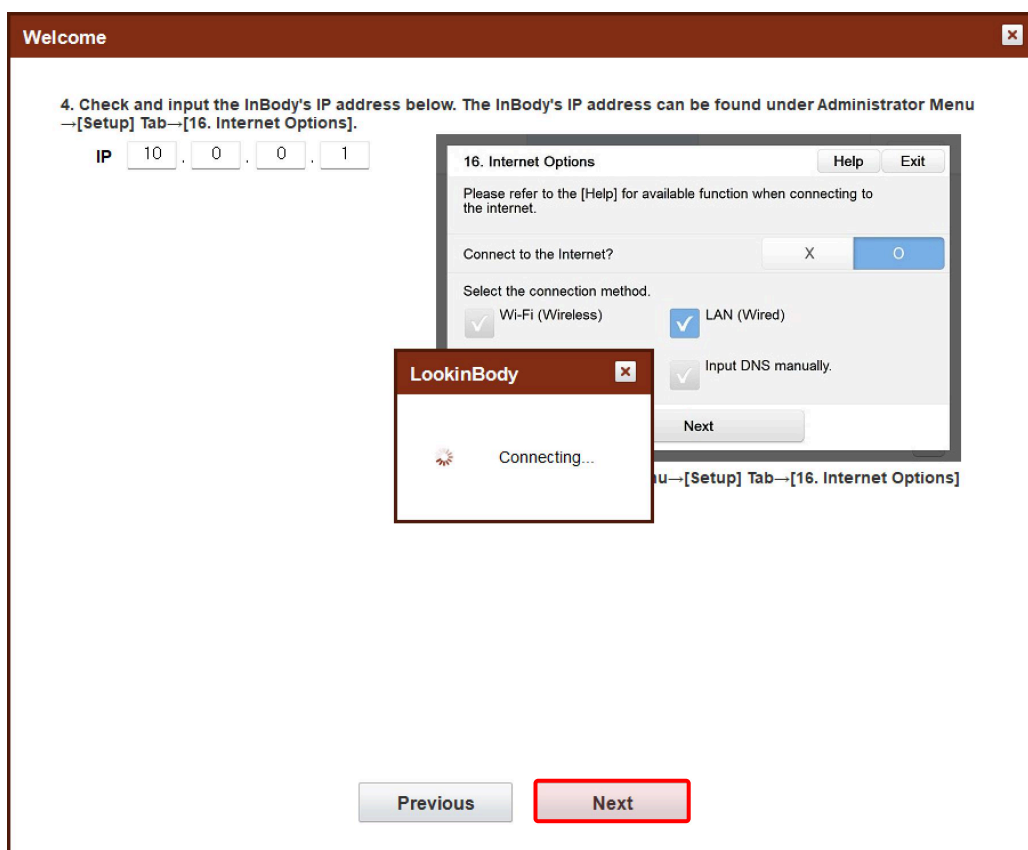 Welcome
4. Check and input the InBody's IP address below. The InBody's IP address can be found under Administrator Menu
→[Setup] Tab→[16. Internet Options].
IP 10 . 0 . 0 . 1
16. Internet Options Help Exit
Please refer to the [Help] for available function when connecting to
the internet.
Connect to the Internet? X O
Select the connection method.
Wi-Fi (Wireless) LAN (Wired)
Input DNS manually.
Next
LookinBody
Connecting...
→[Setup] Tab→[16. Internet Options]
Previous Next